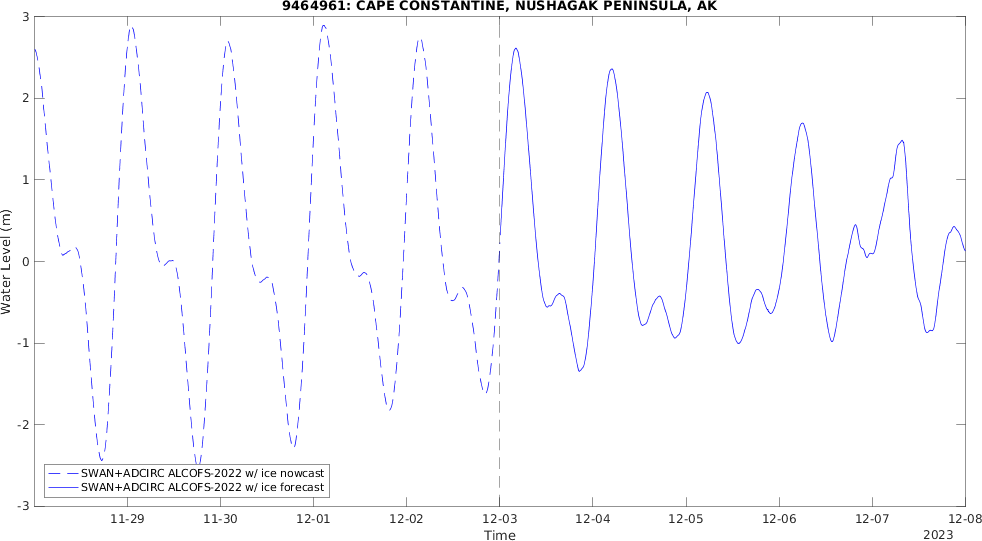 9464961: CAPE CONSTANTINE, NUSHAGAK PENINSULA, AK
3
2
1
0
-1
-2
-3
Water Level (m)
SWAN+ADCIRC ALCOFS-2022 w/ ice nowcast
SWAN+ADCIRC ALCOFS-2022 w/ ice forecast
11-29 11-30 12-01 12-02 12-03 12-04 12-05 12-06 12-07 12-08
Time
2023